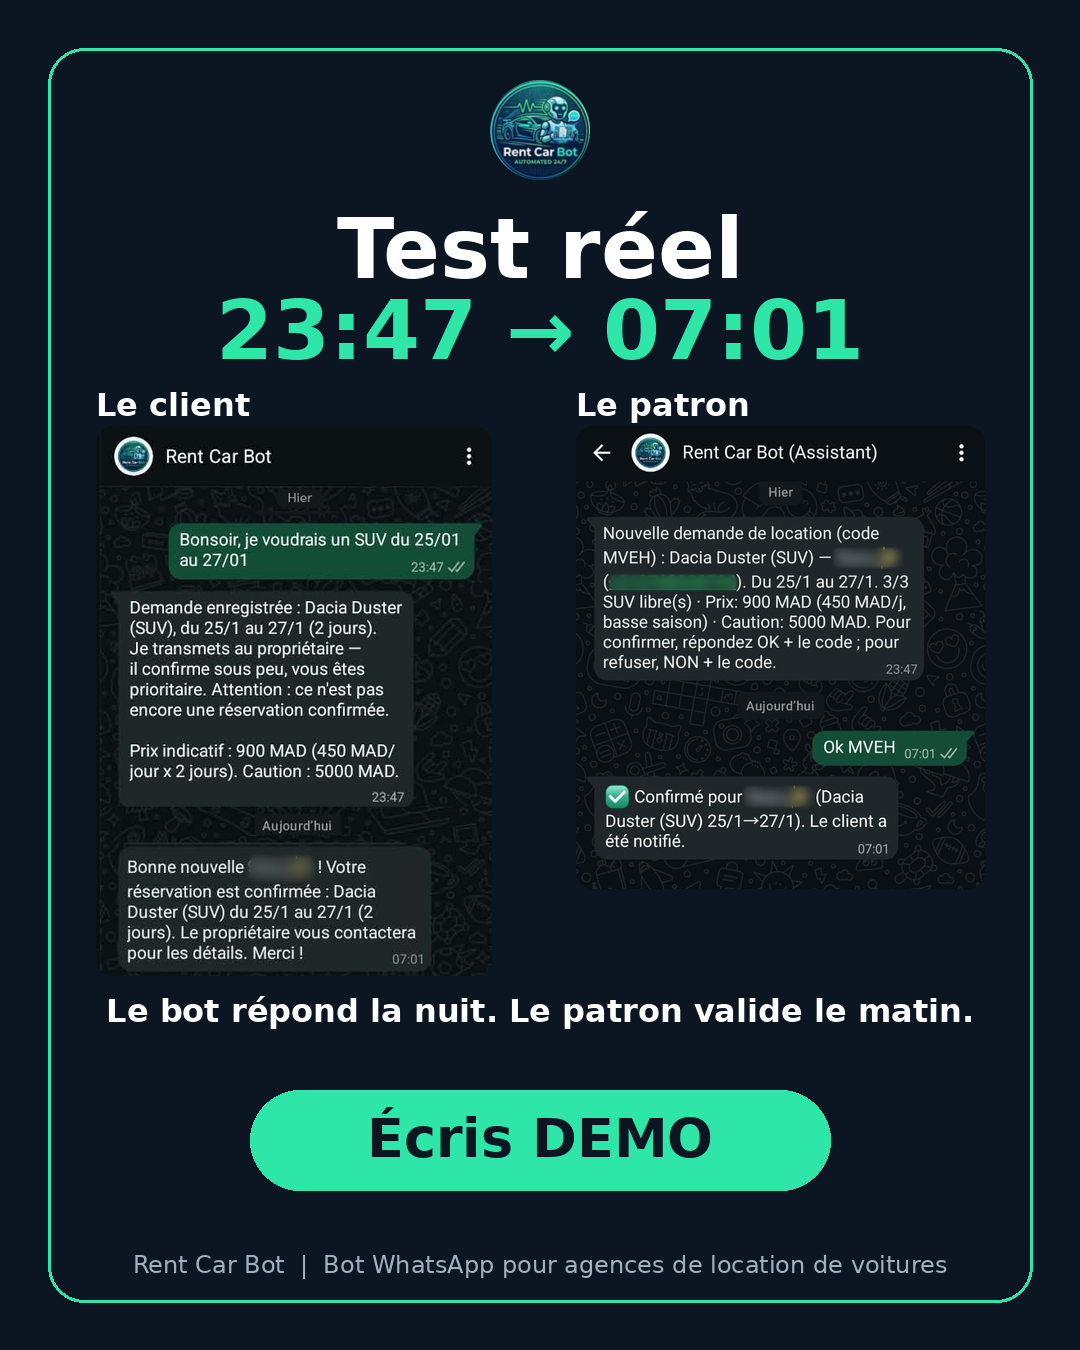 Rent Car Bot
AUTOMATED 24/7
Test réel
23:47 → 07:01
Le client
Rent Car Bot
Hier
Bonsoir, je voudrais un SUV du 25/01
au 27/01
23:47
Demande enregistrée : Dacia Duster
(SUV), du 25/1 au 27/1 (2 jours).
Je transmets au propriétaire —
il confirme sous peu, vous êtes
prioritaire. Attention : ce n'est pas
encore une réservation confirmée.
Prix indicatif : 900 MAD (450 MAD/
jour x 2 jours). Caution : 5000 MAD.
23:47
Aujourd'hui
Bonne nouvelle ! Votre
réservation est confirmée : Dacia
Duster (SUV) du 25/1 au 27/1 (2
jours). Le propriétaire vous contactera
pour les détails. Merci !
07:01
Le patron
Rent Car Bot (Assistant)
Hier
Nouvelle demande de location (code
MVEH) : Dacia Duster (SUV) —
( ). Du 25/1 au 27/1. 3/3
SUV libre(s) · Prix: 900 MAD (450 MAD/j,
basse saison) · Caution: 5000 MAD. Pour
confirmer, répondez OK + le code ; pour
refuser, NON + le code.
23:47
Aujourd'hui
Ok MVEH
07:01
✅ Confirmé pour (Dacia
Duster (SUV) 25/1→27/1). Le client a
été notifié.
07:01
Le bot répond la nuit. Le patron valide le matin.
Écris DEMO
Rent Car Bot | Bot WhatsApp pour agences de location de voitures